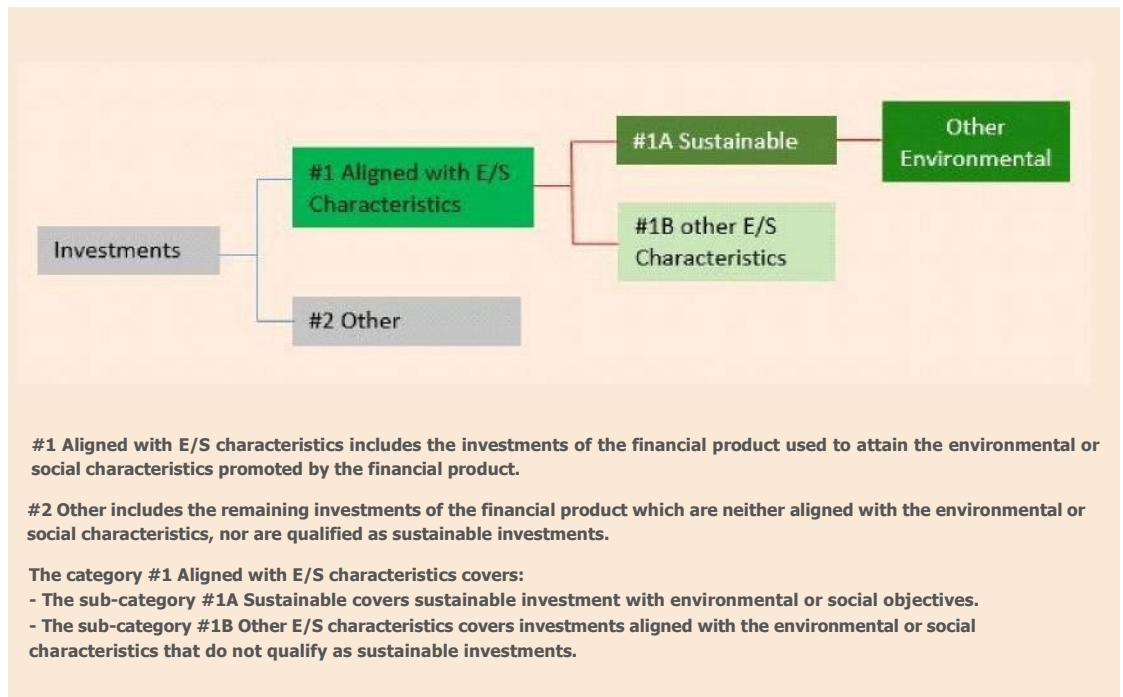 Other
Environmental
#1A Sustainable
#1 Aligned with E/S
Characteristics
#1B other E/S
Characteristics
Investments
#2 Other
#1 Aligned with E/S characteristics includes the investments of the financial product used to attain the environmental or
social characteristics promoted by the financial product.
#2 Other includes the remaining investments of the financial product which are neither aligned with the environmental or
social characteristics, nor are qualified as sustainable investments.
The category #1 Aligned with E/S characteristics covers:
- The sub-category #1A Sustainable covers sustainable investment with environmental or social objectives.
- The sub-category #1B Other E/S characteristics covers investments aligned with the environmental or social
characteristics that do not qualify as sustainable investments.